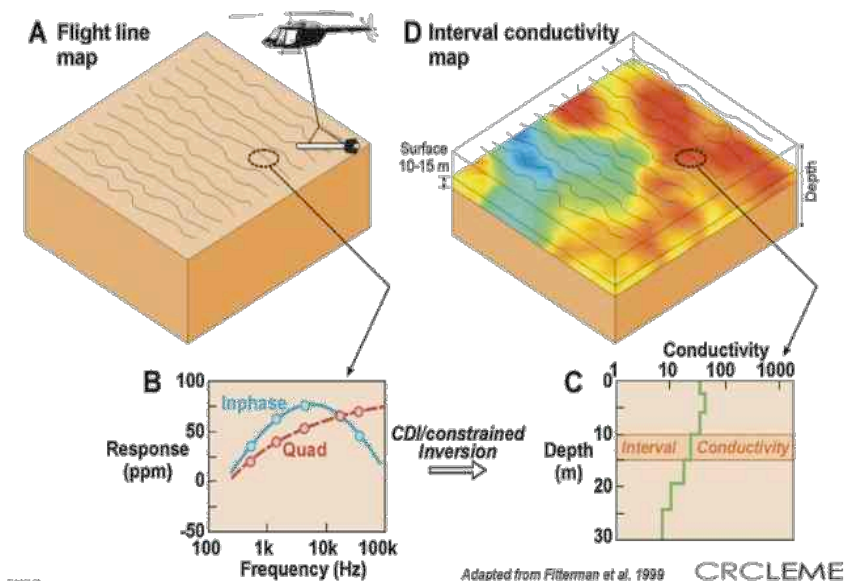 A Flight line
map
D Interval conductivity
map
Surface
10-15 m
Depth
B
100
75
50
25
0
-50
Response
(ppm)
Inphase
Quad
100 1k 10k 100k
Frequency (Hz)
CDI/constrained
Inversion
C
Conductivity
1 10 100 1000
0
10
20
30
Depth
(m)
Interval Conductivity
Adapted from Fitterman et al. 1999
CRCLEME